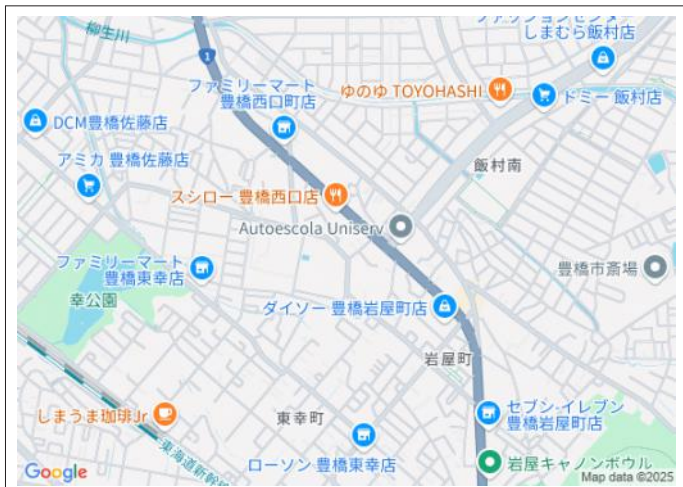 柳生川
1
ファッションセンター
しまむら飯村店
ファミリーマート
豊橋西口町店
ゆのゆ TOYOHASHI
ドミー 飯村店
DCM豊橋佐藤店
アミカ 豊橋佐藤店
飯村南
スシロー 豊橋西口店
Autoescola Uniserv
ファミリーマート
豊橋東幸店
豊橋市斎場
幸公園
ダイソー 豊橋岩屋町店
岩屋町
しまうま珈琲Jr
東幸町
セブン-イレブン
豊橋岩屋町店
東海道新幹線
ローソン 豊橋東幸店
岩屋キャノンボウル
Google
Map data ©2025